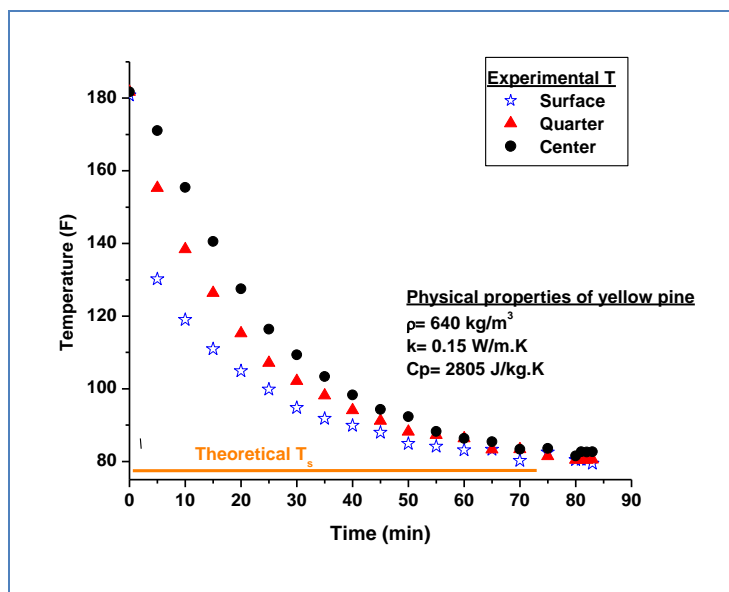 Experimental T
Surface
Quarter
Center
180
160
140
120
100
80
Temperature (F)
Physical properties of yellow pine
ρ= 640 kg/m³
k= 0.15 W/m.K
Cp= 2805 J/kg.K
Theoretical Tₛ
0 10 20 30 40 50 60 70 80 90
Time (min)